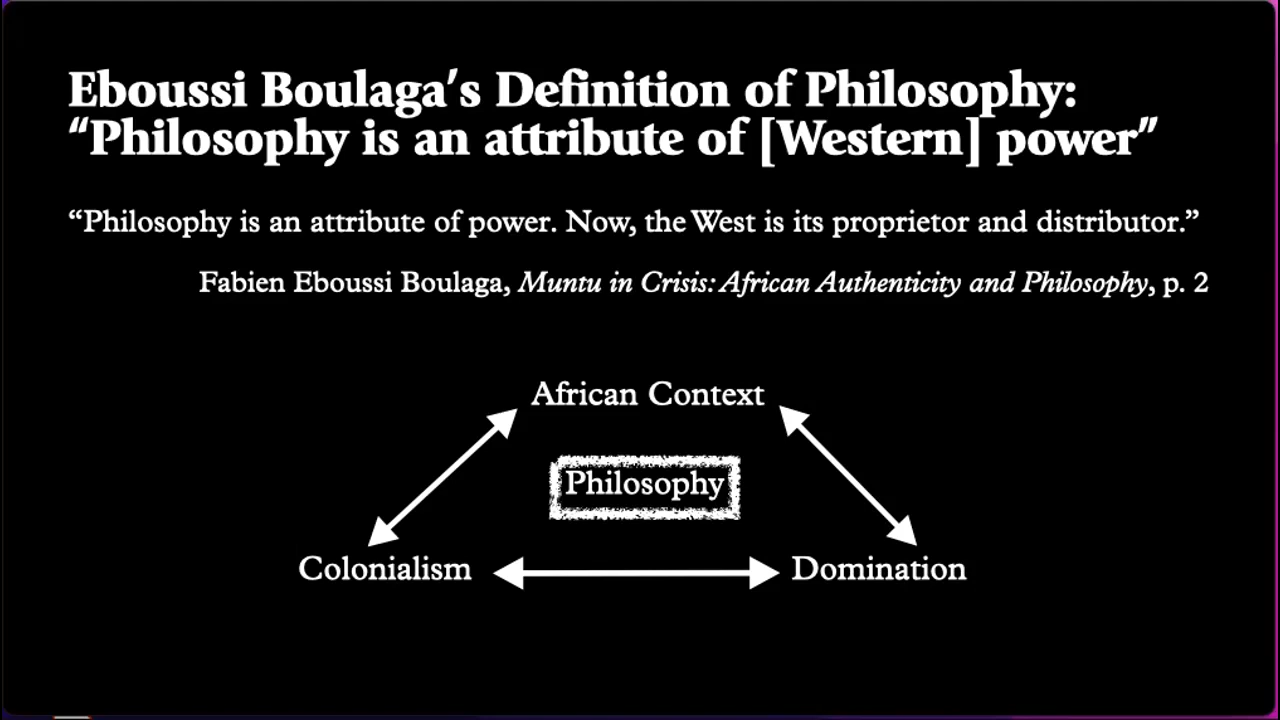 Eboussi Boulaga’s Definition of Philosophy:
“Philosophy is an attribute of [Western] power”
“Philosophy is an attribute of power. Now, the West is its proprietor and distributor.”
Fabien Eboussi Boulaga, Muntu in Crisis: African Authenticity and Philosophy, p. 2
African Context
Philosophy
Colonialism
Domination